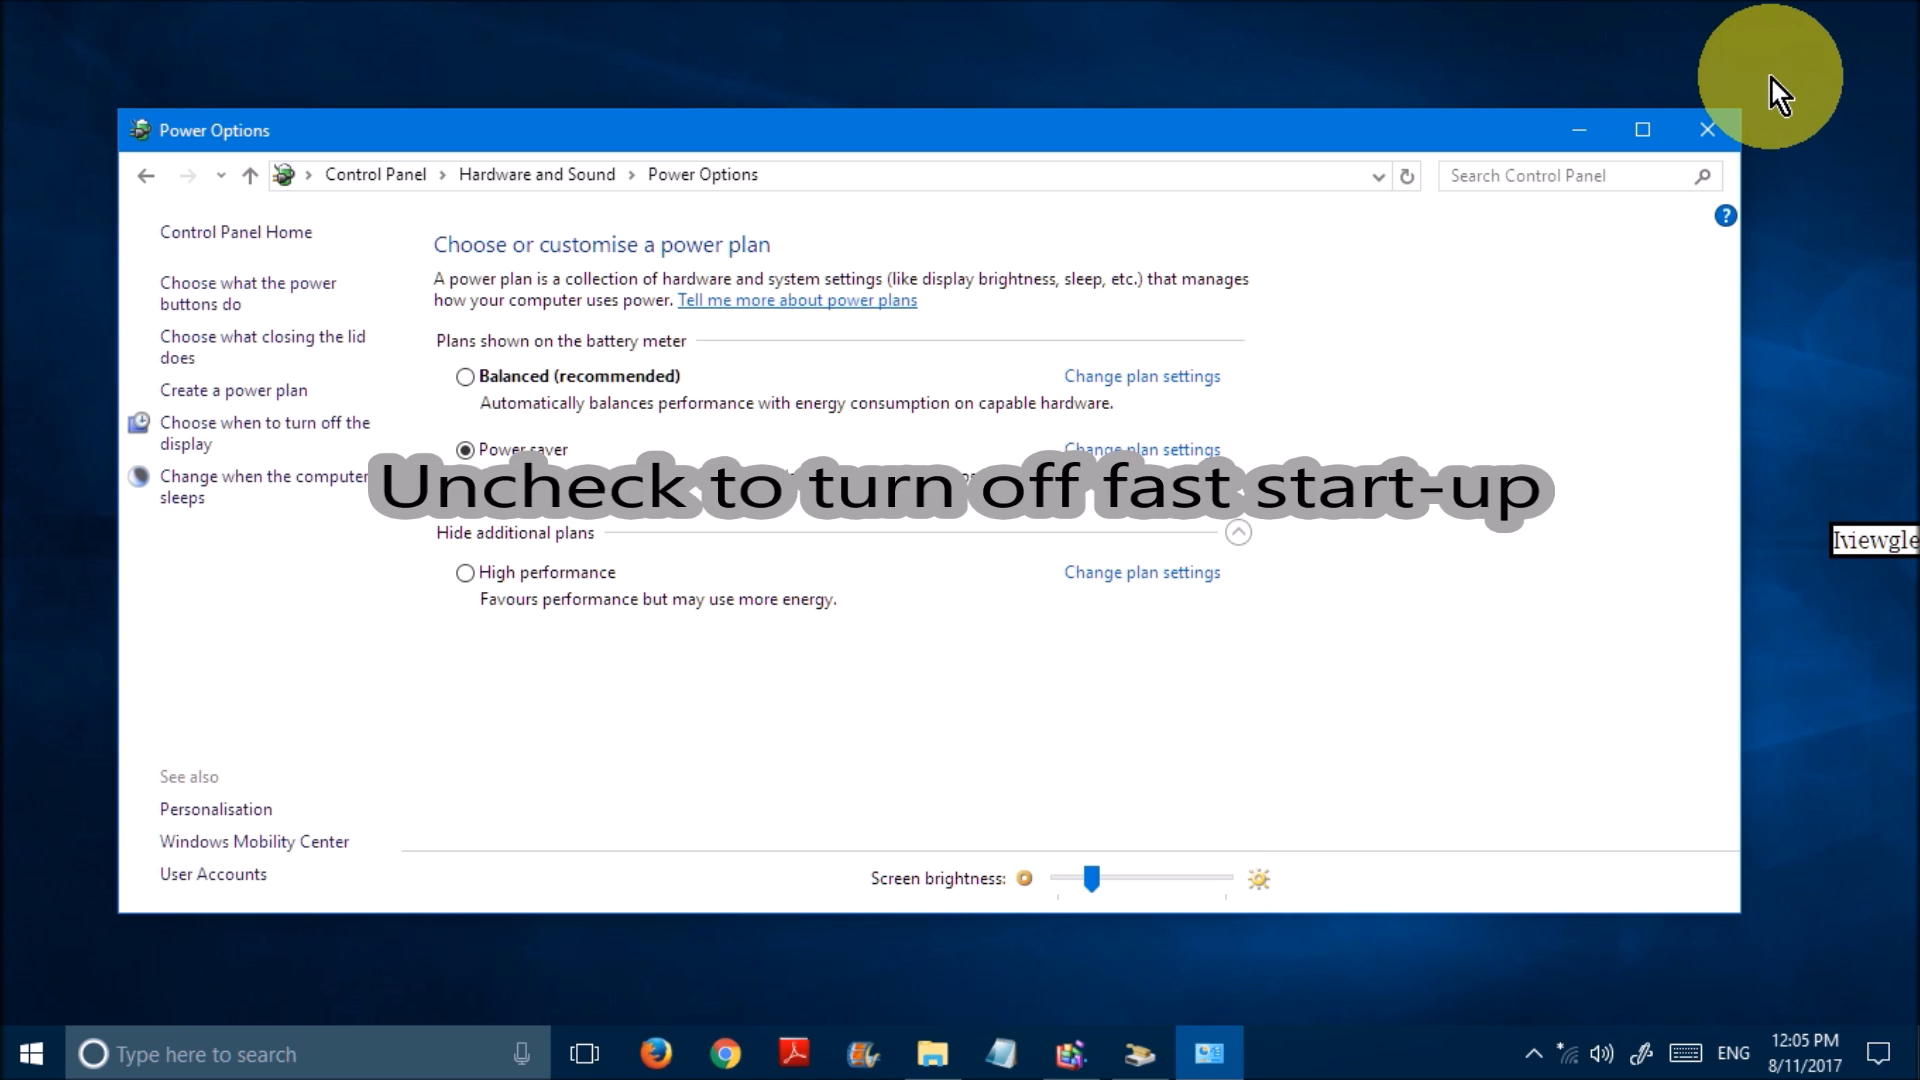 Power Options
Control Panel › Hardware and Sound › Power Options
Search Control Panel
?
Control Panel Home
Choose what the power
buttons do
Choose what closing the lid
does
Create a power plan
Choose when to turn off the
display
Change when the computer
sleeps
Choose or customise a power plan
A power plan is a collection of hardware and system settings (like display brightness, sleep, etc.) that manages
how your computer uses power. Tell me more about power plans
Plans shown on the battery meter
Balanced (recommended) Change plan settings
Automatically balances performance with energy consumption on capable hardware.
Power saver Change plan settings
Uncheck to turn off fast start-up
Hide additional plans
High performance Change plan settings
Favours performance but may use more energy.
Iviewgle
See also
Personalisation
Windows Mobility Center
User Accounts
Screen brightness:
Type here to search
ENG
12:05 PM
8/11/2017